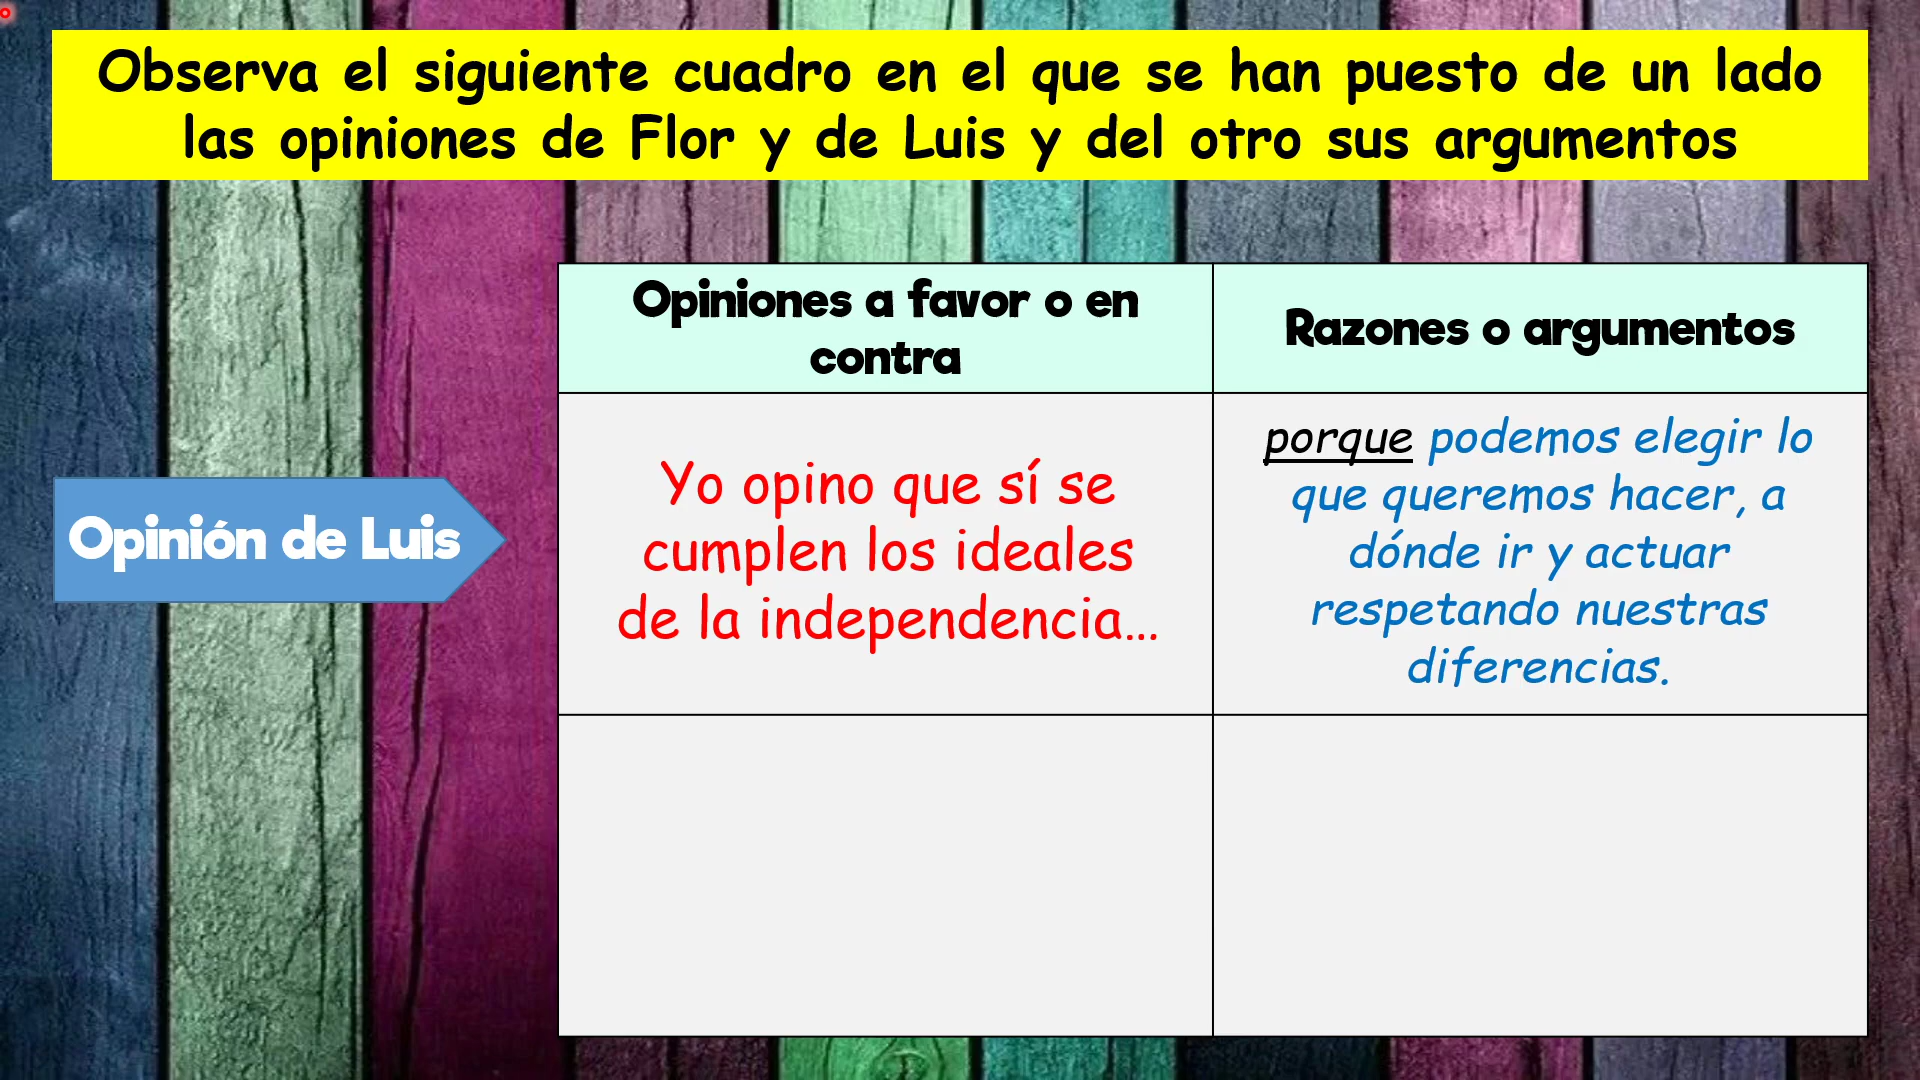 Observa el siguiente cuadro en el que se han puesto de un lado
las opiniones de Flor y de Luis y del otro sus argumentos
Opiniones a favor o en
contra
Razones o argumentos
Opinión de Luis
Yo opino que sí se
cumplen los ideales
de la independencia...
porque podemos elegir lo
que queremos hacer, a
dónde ir y actuar
respetando nuestras
diferencias.